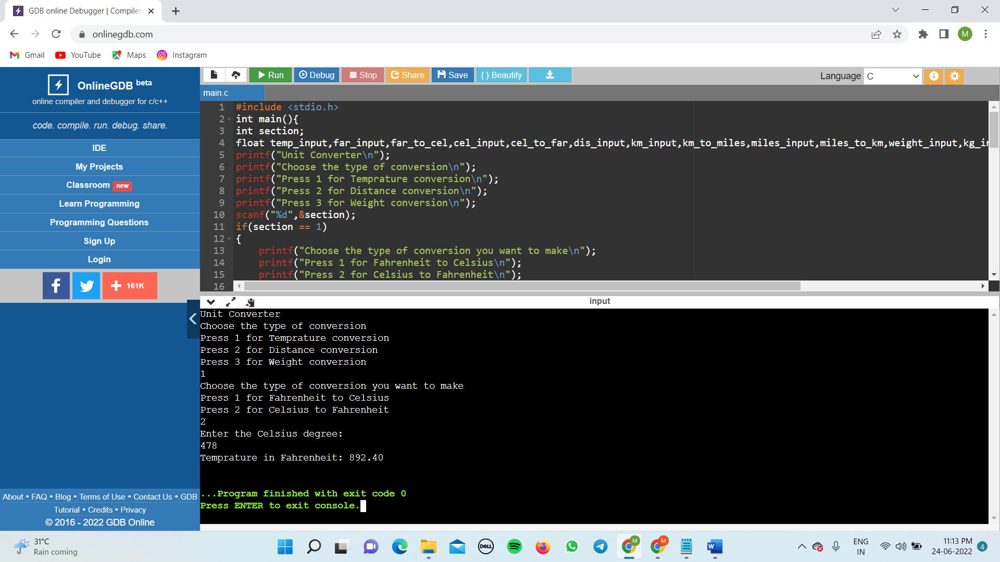 GDB online Debugger | Compiler
onlinegdb.com
M
Gmail YouTube Maps Instagram
OnlineGDB beta
online compiler and debugger for c/c++
code. compile. run. debug. share.
IDE
My Projects
Classroom new
Learn Programming
Programming Questions
Sign Up
Login
f 161K
About • FAQ • Blog • Terms of Use • Contact Us • GDB
Tutorial • Credits • Privacy
© 2016 - 2022 GDB Online
Run Debug Stop Share Save { } Beautify Language C
main.c
1 #include <stdio.h>
2 int main(){
3 int section;
4 float temp_input,far_input,far_to_cel,cel_input,cel_to_far,dis_input,km_input,km_to_miles,miles_input,miles_to_km,weight_input,kg_in
5 printf("Unit Converter\n");
6 printf("Choose the type of conversion\n");
7 printf("Press 1 for Temprature conversion\n");
8 printf("Press 2 for Distance conversion\n");
9 printf("Press 3 for Weight conversion\n");
10 scanf("%d",&section);
11 if(section == 1)
12 {
13 printf("Choose the type of conversion you want to make\n");
14 printf("Press 1 for Fahrenheit to Celsius\n");
15 printf("Press 2 for Celsius to Fahrenheit\n");
16
input
Unit Converter
Choose the type of conversion
Press 1 for Temprature conversion
Press 2 for Distance conversion
Press 3 for Weight conversion
1
Choose the type of conversion you want to make
Press 1 for Fahrenheit to Celsius
Press 2 for Celsius to Fahrenheit
2
Enter the Celsius degree:
478
Temprature in Fahrenheit: 892.40
...Program finished with exit code 0
Press ENTER to exit console.
31°C
Rain coming
DELL
M
M
W
ENG
IN
11:13 PM
24-06-2022
4